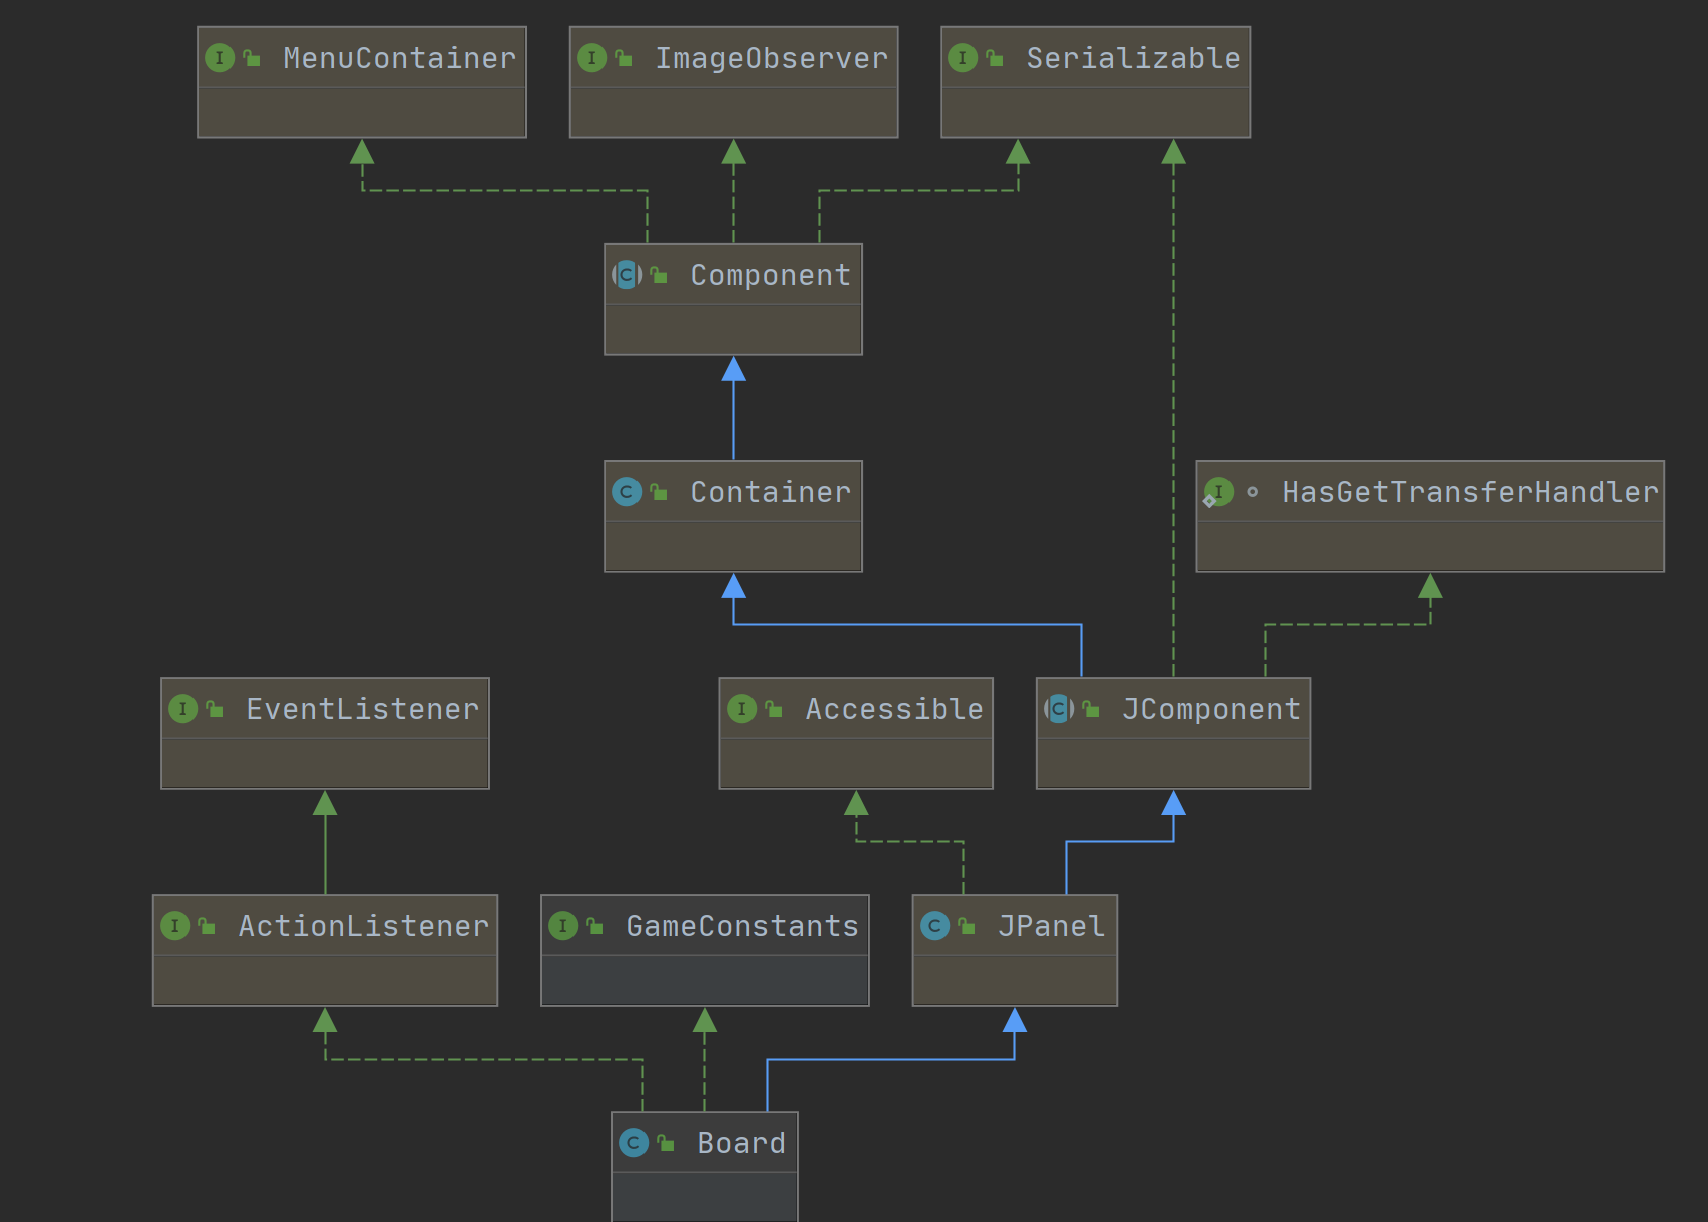 MenuContainer
ImageObserver
Serializable
Component
Container
HasGetTransferHandler
EventListener
Accessible
JComponent
ActionListener
GameConstants
JPanel
Board